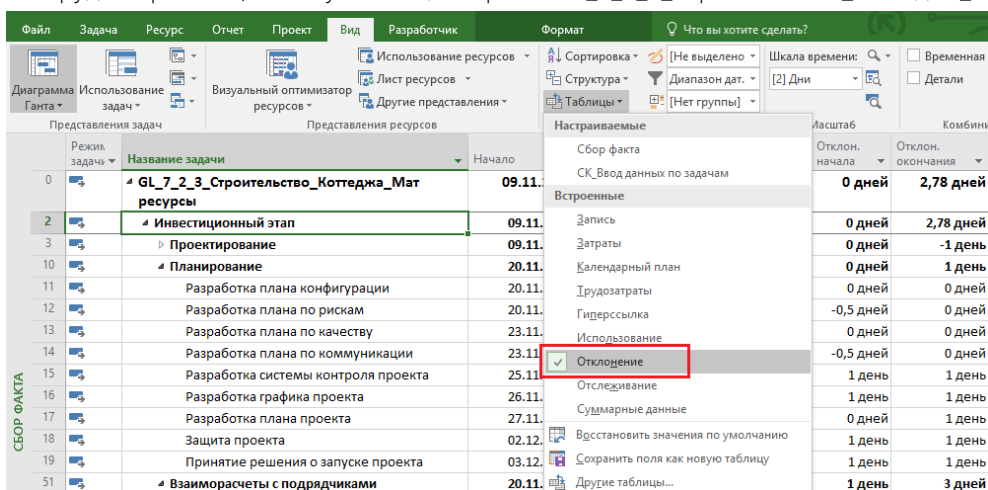 Файл Задача Ресурс Отчет Проект Вид Разработчик Формат Что вы хотите сделать?
Использование ресурсов Сортировка [Не выделено] Шкала времени: Временная
Диаграмма Ганта Использование задач Визуальный оптимизатор ресурсов Лист ресурсов Структура Диапазон дат. [2] Дни Детали
Другие представления Таблицы [Нет группы]
Представления задач Представления ресурсов Масштаб
Настраиваемые
Сбор факта
СК_Ввод данных по задачам
Встроенные
Запись
Затраты
Календарный план
Трудозатраты
Гиперссылка
Использование
Отклонение
Отслеживание
Суммарные данные
Восстановить значения по умолчанию
Сохранить поля как новую таблицу
Другие таблицы...
Режим задачи Название задачи Начало Отклон. начала Отклон. окончания
0 GL_7_2_3_Строительство_Коттеджа_Мат 09.11. 0 дней 2,78 дней
ресурсы
2 Инвестиционный этап 09.11. 0 дней 2,78 дней
3 Проектирование 09.11. 0 дней -1 день
10 Планирование 20.11. 0 дней 1 день
11 Разработка плана конфигурации 20.11. 0 дней 0 дней
12 Разработка плана по рискам 20.11. -0,5 дней 0 дней
13 Разработка плана по качеству 23.11. 0 дней 0 дней
14 Разработка плана по коммуникации 23.11 -0,5 дней 0 дней
15 Разработка системы контроля проекта 25.11 1 день 1 день
16 Разработка графика проекта 26.11. 1 день 1 день
17 Разработка плана проекта 27.11. 0 дней 1 день
18 Защита проекта 02.12. 1 день 1 день
19 Принятие решения о запуске проекта 03.12. 1 день 1 день
51 Взаиморасчеты с подрядчиками 20.11. 1 день 3 дней
СБОР ФАКТА